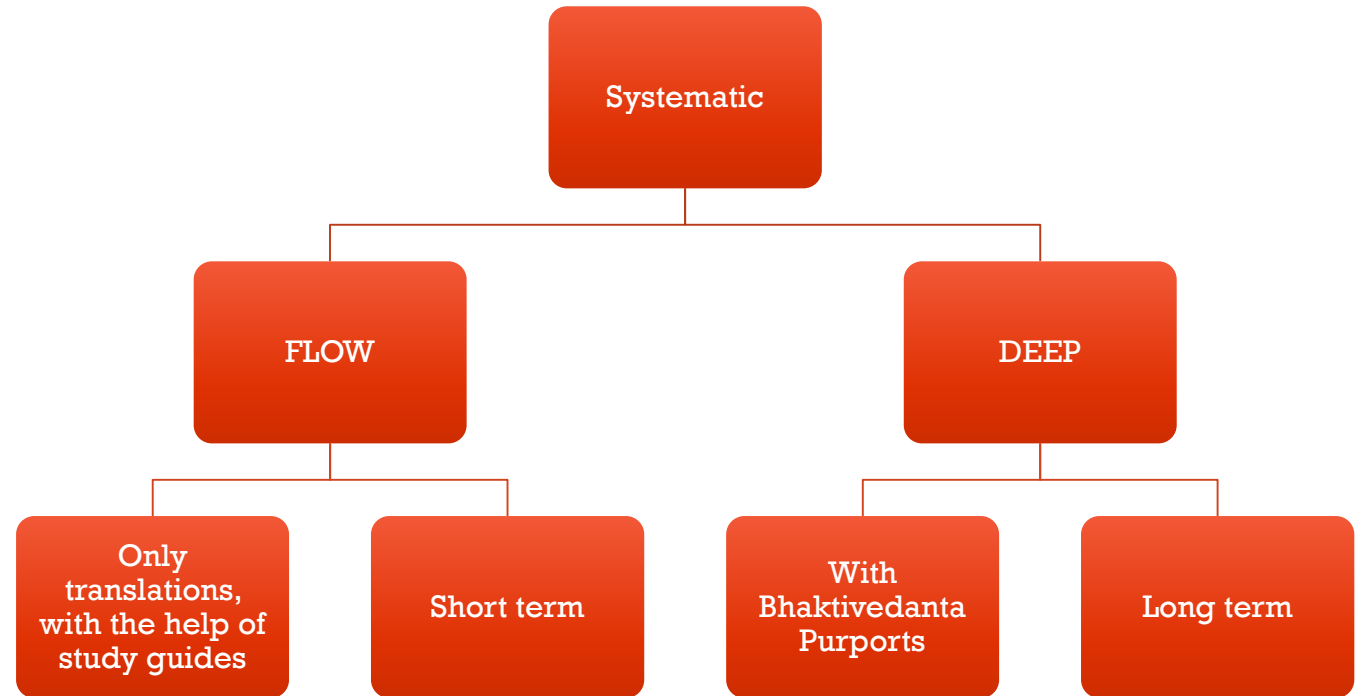 Systematic
FLOW
DEEP
Only
translations,
with the help of
study guides
Short term
With
Bhaktivedanta
Purports
Long term